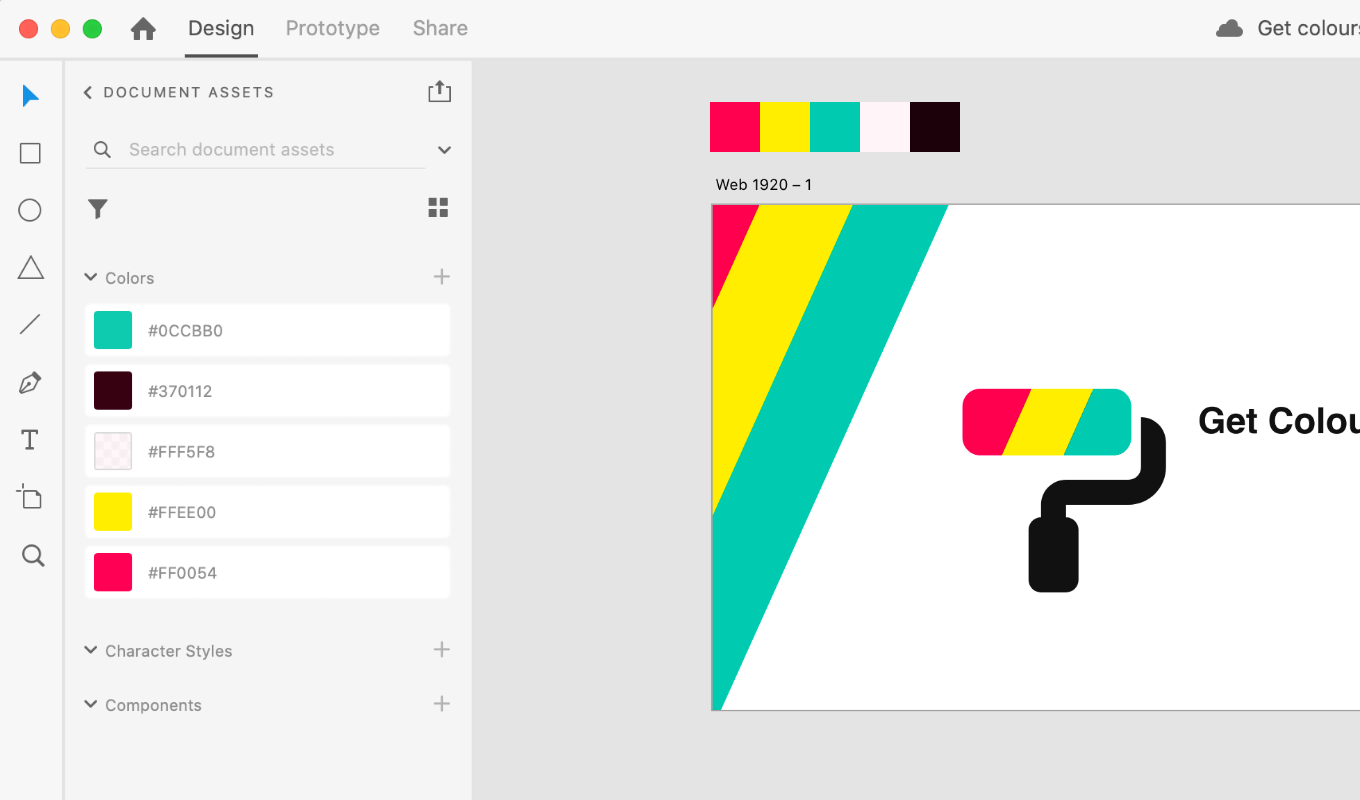 Design Prototype Share
Get colours
DOCUMENT ASSETS
Search document assets
Web 1920 – 1
Colors
#0CCBB0
#370112
#FFF5F8
#FFEE00
#FF0054
Get Colou
Character Styles
Components